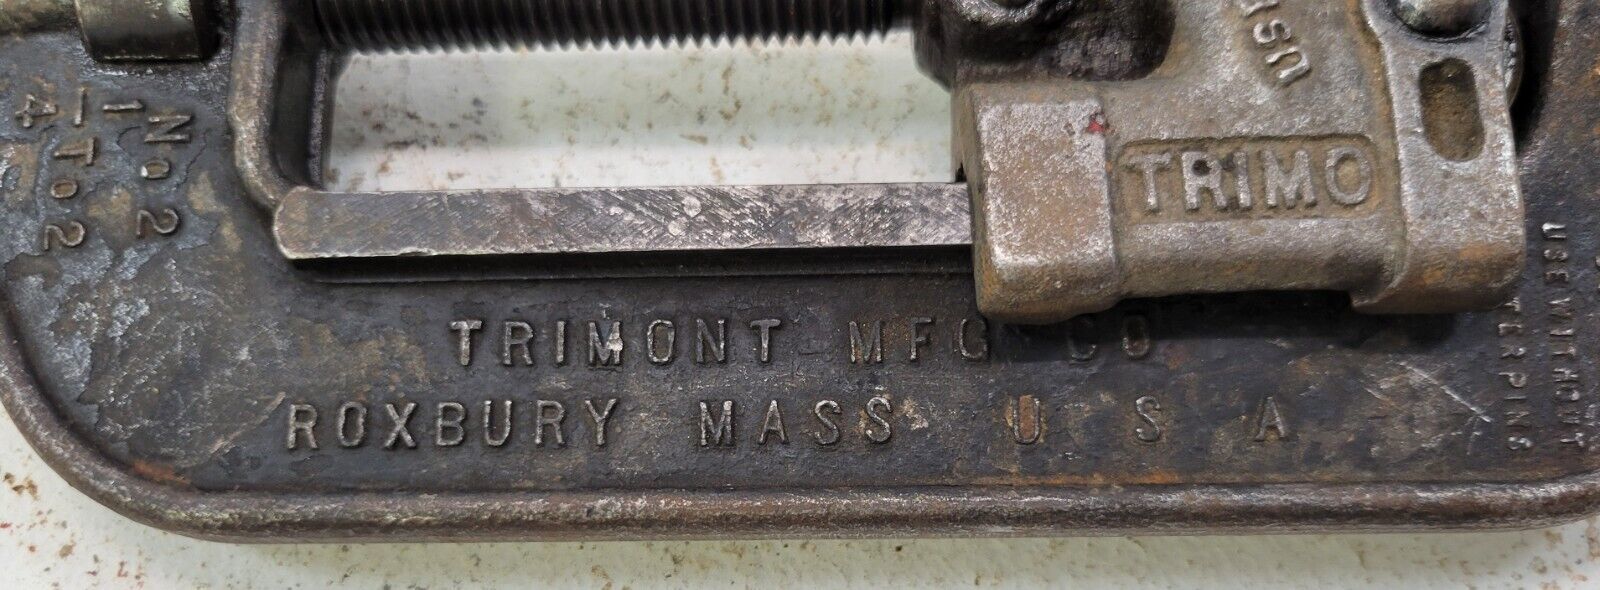 No 2
1/4 To 2
TRIMO
TRIMONT MFG CO
ROXBURY MASS U S A
USE WITHOUT